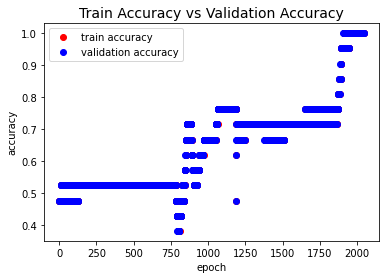 Train Accuracy vs Validation Accuracy
train accuracy
validation accuracy
1.0
0.9
0.8
0.7
0.6
0.5
0.4
accuracy
0 250 500 750 1000 1250 1500 1750 2000
epoch